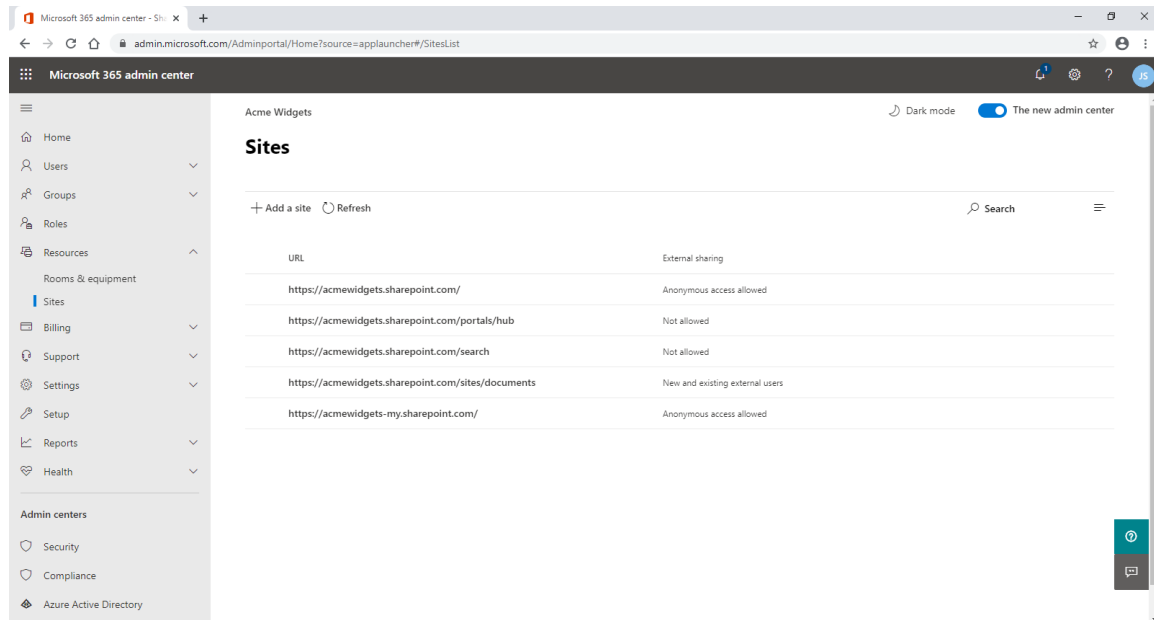 Microsoft 365 admin center - Sha
admin.microsoft.com/Adminportal/Home?source=applauncher#/SitesList
Microsoft 365 admin center
1
JS
Acme Widgets
Dark mode
The new admin center
Home
Sites
Users
Groups
Add a site
Refresh
Search
Roles
Resources
URL
External sharing
Rooms & equipment
https://acmewidgets.sharepoint.com/
Anonymous access allowed
Sites
Billing
https://acmewidgets.sharepoint.com/portals/hub
Not allowed
Support
https://acmewidgets.sharepoint.com/search
Not allowed
Settings
https://acmewidgets.sharepoint.com/sites/documents
New and existing external users
Setup
https://acmewidgets-my.sharepoint.com/
Anonymous access allowed
Reports
Health
Admin centers
Security
Compliance
Azure Active Directory